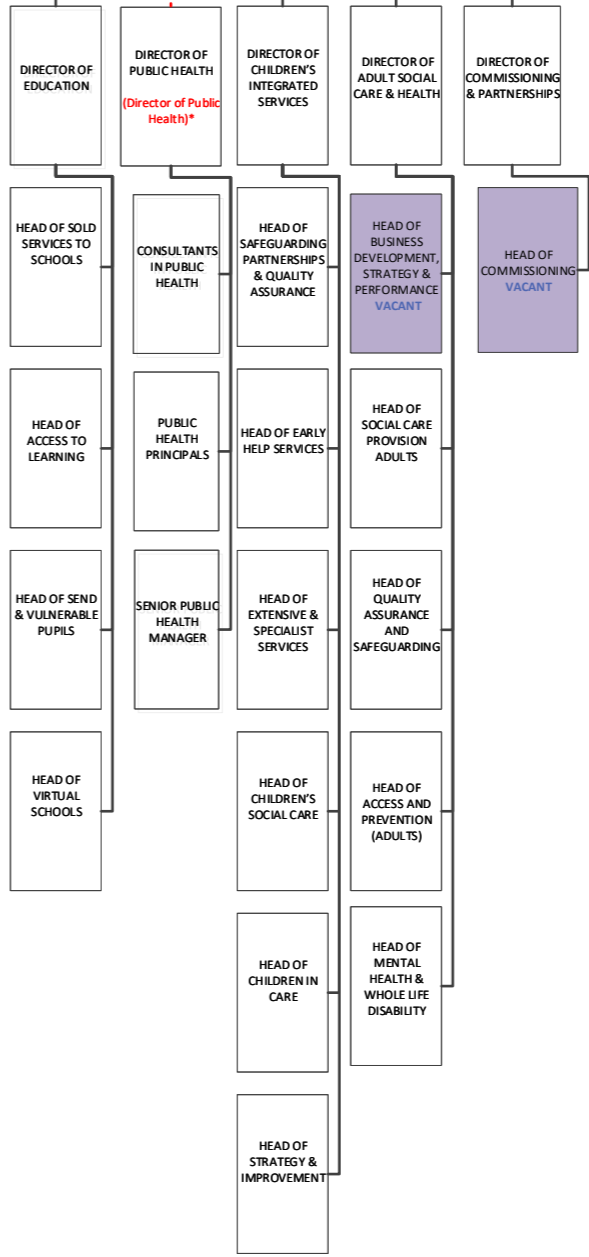 DIRECTOR OF
EDUCATION
DIRECTOR OF
PUBLIC HEALTH
(Director of Public
Health)*
DIRECTOR OF
CHILDREN'S
INTEGRATED
SERVICES
DIRECTOR OF
ADULT SOCIAL
CARE & HEALTH
DIRECTOR OF
COMMISSIONING
& PARTNERSHIPS
HEAD OF SOLD
SERVICES TO
SCHOOLS
CONSULTANTS
IN PUBLIC
HEALTH
HEAD OF
SAFEGUARDING
PARTNERSHIPS
& QUALITY
ASSURANCE
HEAD OF
BUSINESS
DEVELOPMENT,
STRATEGY &
PERFORMANCE
VACANT
HEAD OF
COMMISSIONING
VACANT
HEAD OF
ACCESS TO
LEARNING
PUBLIC
HEALTH
PRINCIPALS
HEAD OF EARLY
HELP SERVICES
HEAD OF
SOCIAL CARE
PROVISION
ADULTS
HEAD OF SEND
& VULNERABLE
PUPILS
SENIOR PUBLIC
HEALTH
MANAGER
HEAD OF
EXTENSIVE &
SPECIALIST
SERVICES
HEAD OF
QUALITY
ASSURANCE
AND
SAFEGUARDING
HEAD OF
VIRTUAL
SCHOOLS
HEAD OF
CHILDREN'S
SOCIAL CARE
HEAD OF
ACCESS AND
PREVENTION
(ADULTS)
HEAD OF
CHILDREN IN
CARE
HEAD OF
MENTAL
HEALTH &
WHOLE LIFE
DISABILITY
HEAD OF
STRATEGY &
IMPROVEMENT